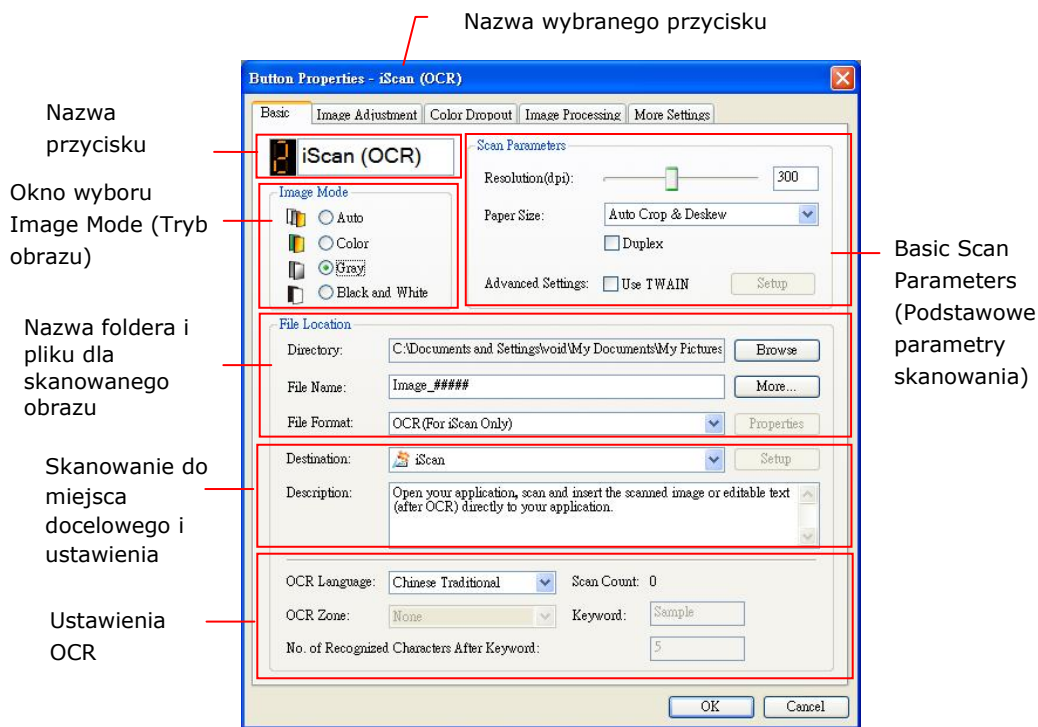 Nazwa wybranego przycisku
Button Properties - iScan (OCR)
Nazwa
przycisku
Basic Image Adjustment Color Dropout Image Processing More Settings
2 iScan (OCR)
Okno wyboru
Image Mode (Tryb
obrazu)
Image Mode
Auto
Color
Gray
Black and White
Scan Parameters
Resolution(dpi): 300
Paper Size: Auto Crop & Deskew
Duplex
Advanced Settings: Use TWAIN Setup
Basic Scan
Parameters
(Podstawowe
parametry
skanowania)
Nazwa foldera i
pliku dla
skanowanego
obrazu
File Location
Directory: C:\Documents and Settings\void\My Documents\My Pictures Browse
File Name: Image_##### More...
File Format: OCR(For iScan Only) Properties
Skanowanie do
miejsca
docelowego i
ustawienia
Destination: iScan Setup
Description: Open your application, scan and insert the scanned image or editable text
(after OCR) directly to your application.
Ustawienia
OCR
OCR Language: Chinese Traditional Scan Count: 0
OCR Zone: None Keyword: Sample
No. of Recognized Characters After Keyword: 5
OK Cancel